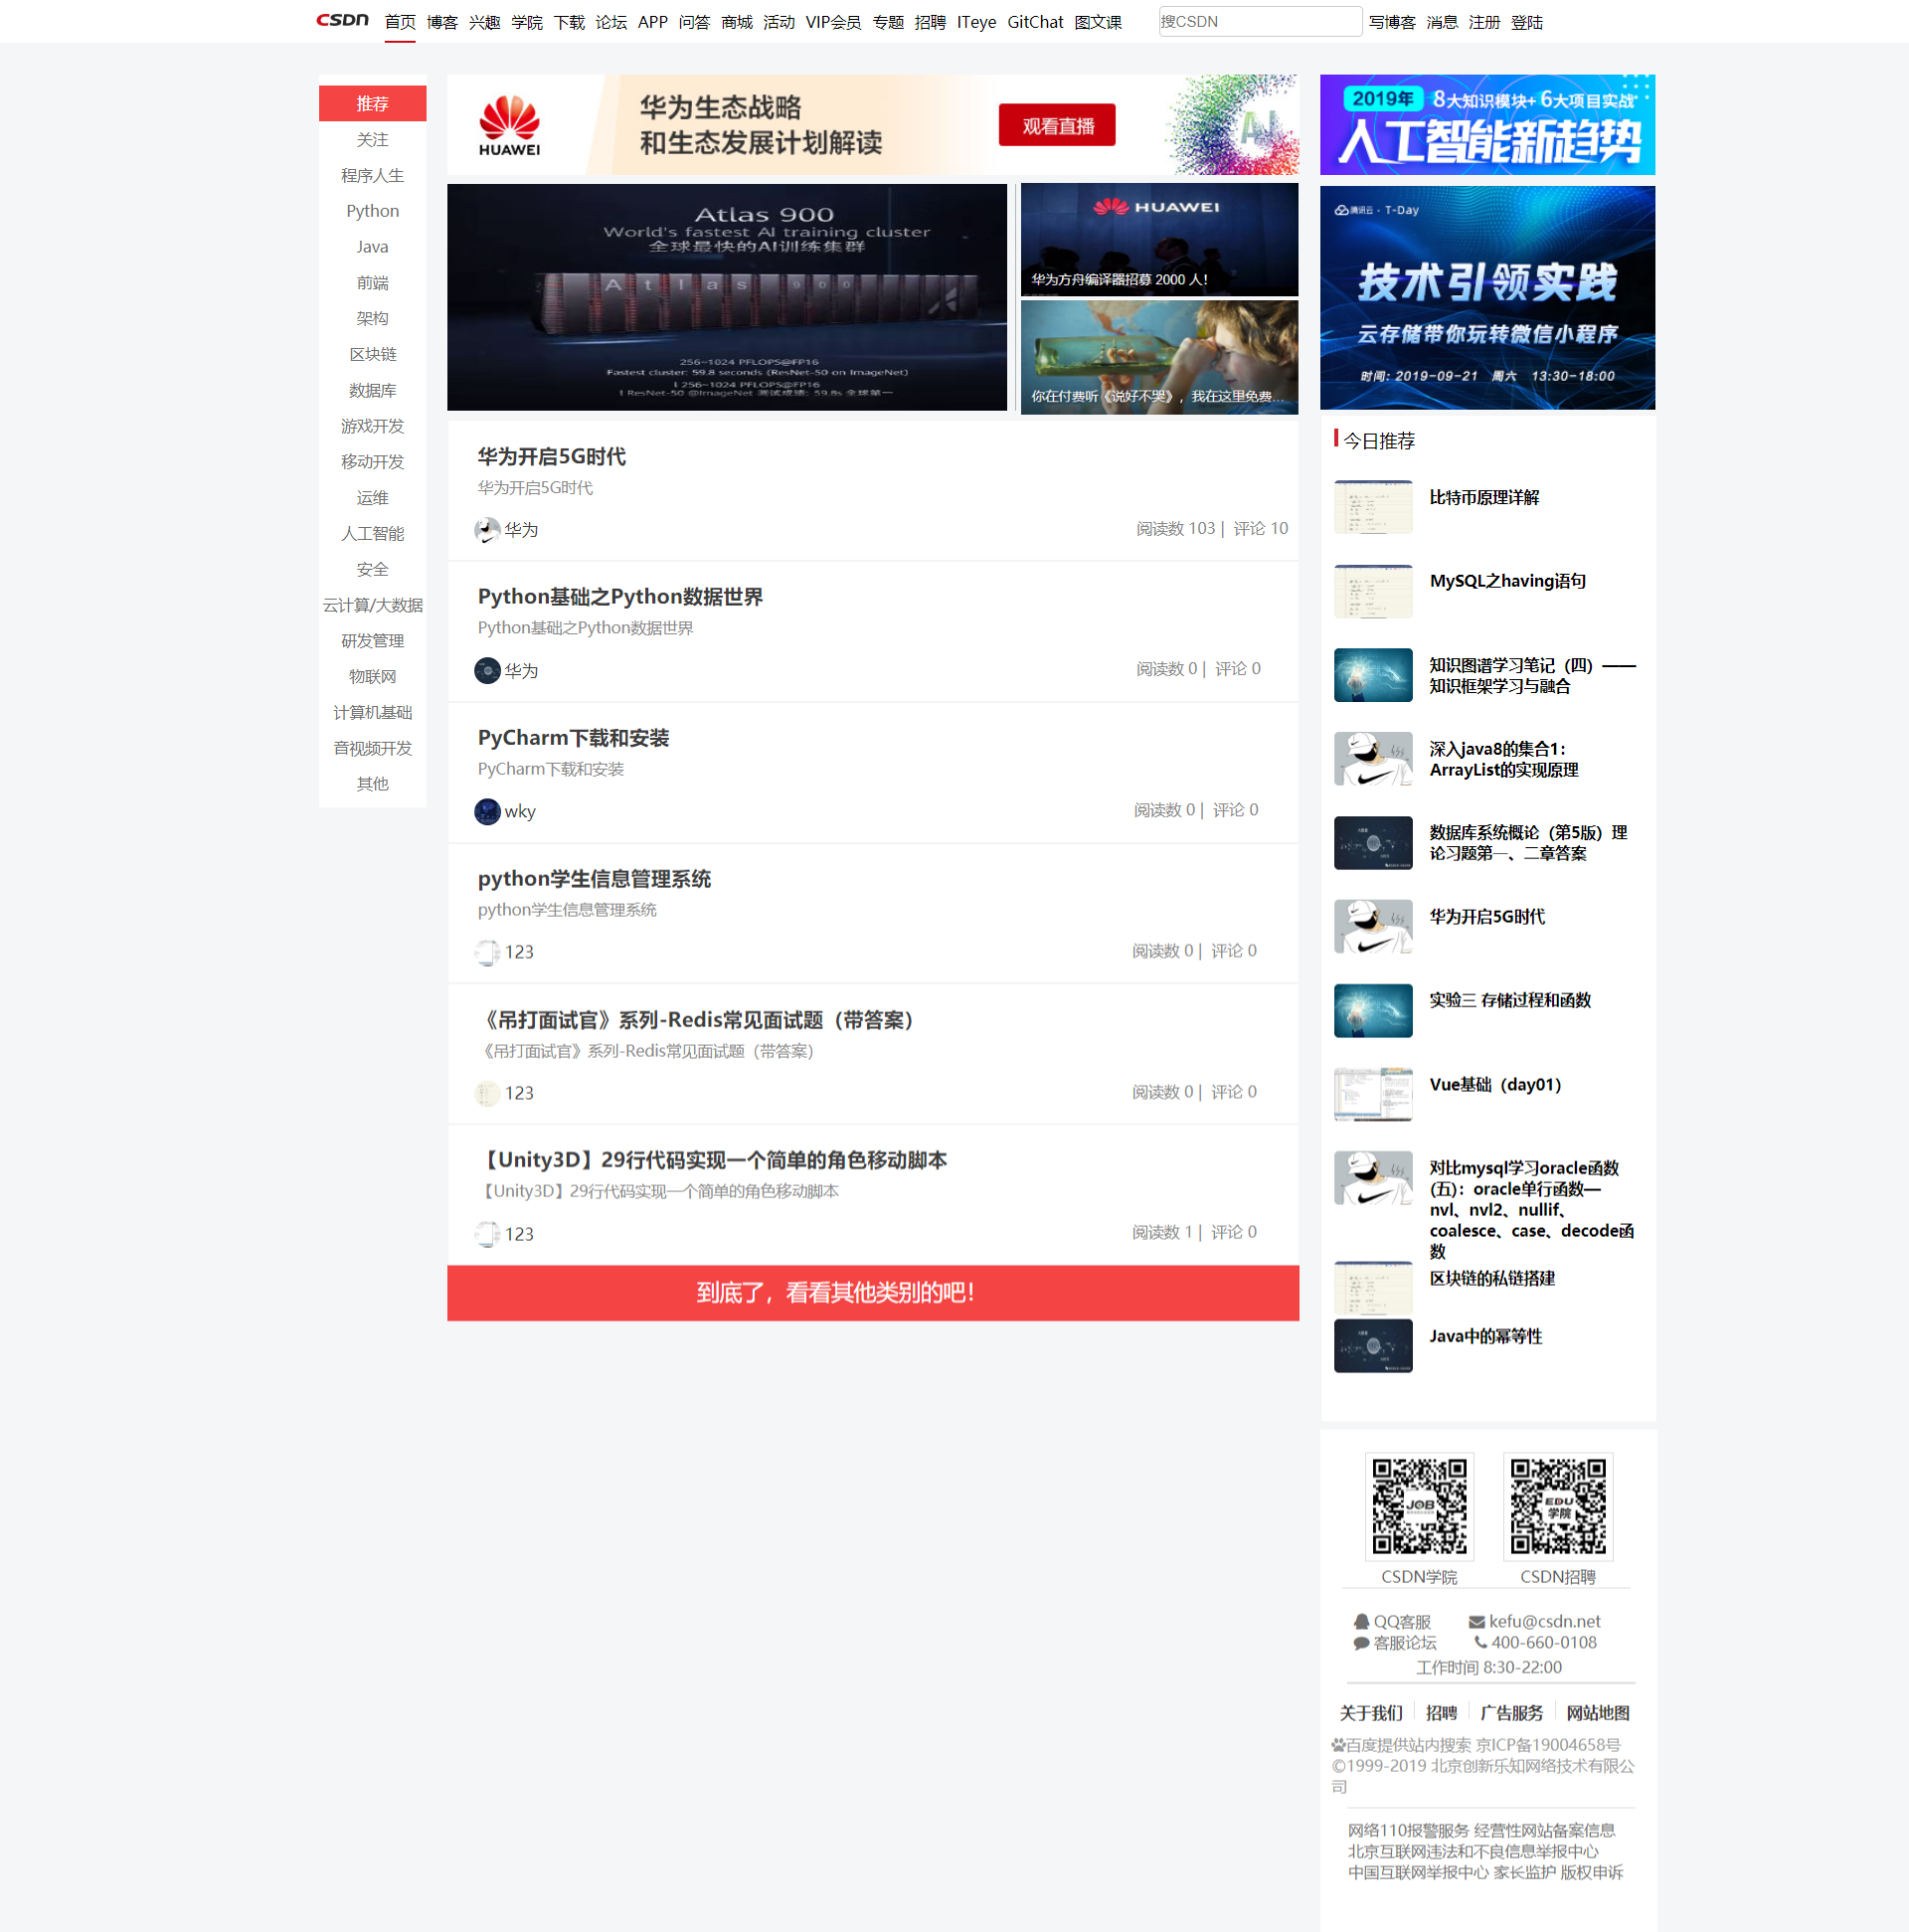 CSDN 首页 博客 兴趣 学院 下载 论坛 APP 问答 商城 活动 VIP会员 专题 招聘 ITeye GitChat 图文课 搜CSDN 写博客 消息 注册 登陆
推荐
关注
程序人生
Python
Java
前端
架构
区块链
数据库
游戏开发
移动开发
运维
人工智能
安全
云计算/大数据
研发管理
物联网
计算机基础
音视频开发
其他
HUAWEI
华为生态战略
和生态发展计划解读
观看直播
AI
Atlas 900
World's fastest AI training cluster
全球最快的AI训练集群
Atlas 900
256~1024 PFLOPS@FP16
Fastest cluster: 59.8 seconds (ResNet-50 on ImageNet)
256~1024 PFLOPS@FP16
ResNet-50 @ImageNet 测试成绩: 59.8s 全球第一
HUAWEI
华为方舟编译器招募 2000 人！
你在付费听《说好不哭》，我在这里免费...
华为开启5G时代
华为开启5G时代
华为 阅读数 103 | 评论 10
Python基础之Python数据世界
Python基础之Python数据世界
华为 阅读数 0 | 评论 0
PyCharm下载和安装
PyCharm下载和安装
wky 阅读数 0 | 评论 0
python学生信息管理系统
python学生信息管理系统
123 阅读数 0 | 评论 0
《吊打面试官》系列-Redis常见面试题（带答案）
《吊打面试官》系列-Redis常见面试题（带答案）
123 阅读数 0 | 评论 0
【Unity3D】29行代码实现一个简单的角色移动脚本
【Unity3D】29行代码实现一个简单的角色移动脚本
123 阅读数 1 | 评论 0
到底了，看看其他类别的吧！
2019年 8大知识模块+6大项目实战
人工智能新趋势
腾讯云 · T-Day
技术引领实践
云存储带你玩转微信小程序
时间: 2019-09-21 周六 13:30-18:00
今日推荐
比特币原理详解
MySQL之having语句
知识图谱学习笔记（四）——
知识框架学习与融合
深入java8的集合1：
ArrayList的实现原理
数据库系统概论（第5版）理
论习题第一、二章答案
华为开启5G时代
实验三 存储过程和函数
Vue基础（day01）
对比mysql学习oracle函数
(五)：oracle单行函数—
nvl、nvl2、nullif、
coalesce、case、decode函
数
区块链的私链搭建
Java中的幂等性
JOB
EDU
学院
CSDN学院 CSDN招聘
QQ客服 kefu@csdn.net
客服论坛 400-660-0108
工作时间 8:30-22:00
关于我们 招聘 广告服务 网站地图
百度提供站内搜索 京ICP备19004658号
©1999-2019 北京创新乐知网络技术有限公
司
网络110报警服务 经营性网站备案信息
北京互联网违法和不良信息举报中心
中国互联网举报中心 家长监护 版权申诉